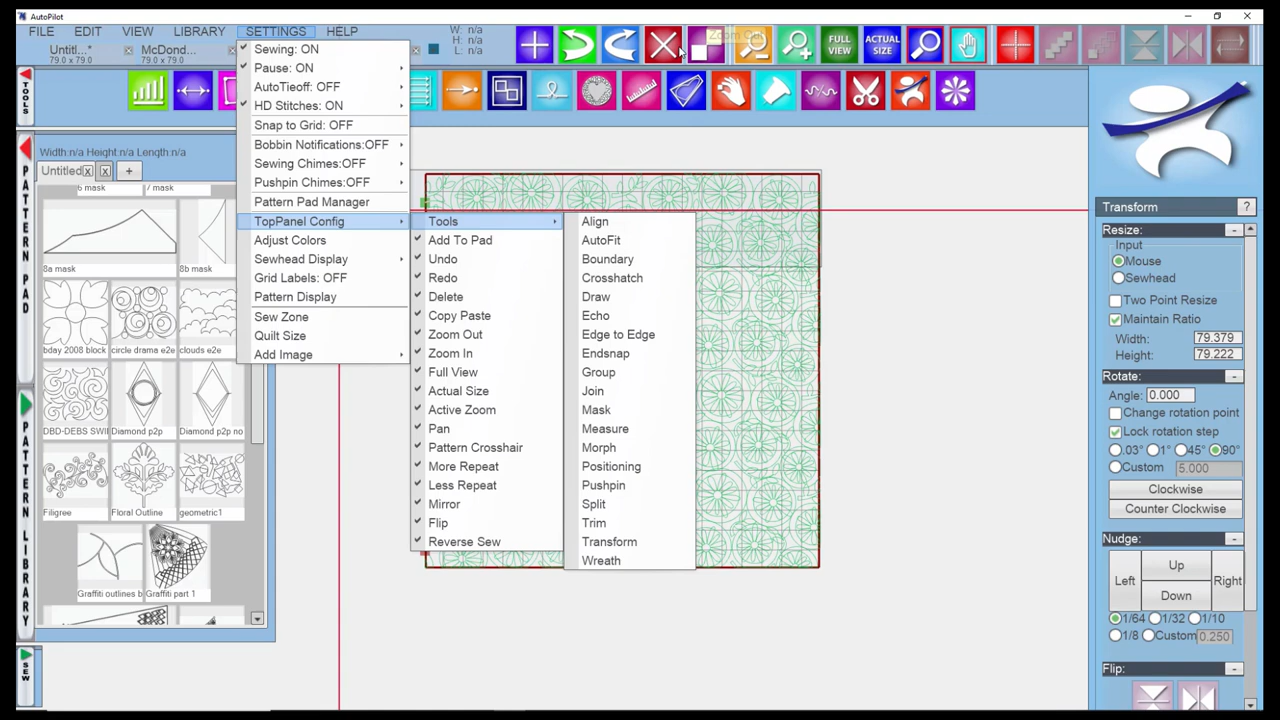 AutoPilot
FILE EDIT VIEW LIBRARY SETTINGS HELP
Untitl...* McDond...
79.0 x 79.0 79.0 x 79.0
W: n/a
H: n/a
L: n/a
FULL VIEW
ACTUAL SIZE
TOOLS
PATTERN PAD
PATTERN LIBRARY
SEW
Width:n/a Height:n/a Length:n/a
Untitled
6 mask 7 mask
8a mask 8b mask
bday 2008 block circle drama e2e clouds e2e
DBD-DEBS SWI Diamond p2p Diamond p2p no
Filigree Floral Outline geometric1
Graffiti outlines Graffiti part 1
Sewing: ON
Pause: ON
AutoTieoff: OFF
HD Stitches: ON
Snap to Grid: OFF
Bobbin Notifications:OFF
Sewing Chimes:OFF
Pushpin Chimes:OFF
Pattern Pad Manager
TopPanel Config
Adjust Colors
Sewhead Display
Grid Labels: OFF
Pattern Display
Sew Zone
Quilt Size
Add Image
Tools
Add To Pad
Undo
Redo
Delete
Copy Paste
Zoom Out
Zoom In
Full View
Actual Size
Active Zoom
Pan
Pattern Crosshair
More Repeat
Less Repeat
Mirror
Flip
Reverse Sew
Align
AutoFit
Boundary
Crosshatch
Draw
Echo
Edge to Edge
Endsnap
Group
Join
Mask
Measure
Morph
Positioning
Pushpin
Split
Trim
Transform
Wreath
Transform ?
Resize:
Input
Mouse
Sewhead
Two Point Resize
Maintain Ratio
Width: 79.379
Height: 79.222
Rotate:
Angle: 0.000
Change rotation point
Lock rotation step
.03° 1° 45° 90°
Custom 5.000
Clockwise
Counter Clockwise
Nudge:
Up
Left Right
Down
1/64 1/32 1/10
1/8 Custom 0.250
Flip: